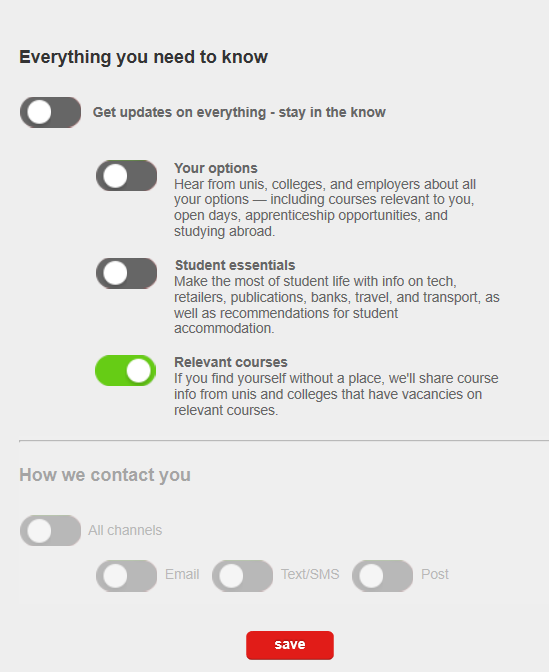 Everything you need to know
Get updates on everything - stay in the know
Your options
Hear from unis, colleges, and employers about all
your options — including courses relevant to you,
open days, apprenticeship opportunities, and
studying abroad.
Student essentials
Make the most of student life with info on tech,
retailers, publications, banks, travel, and transport, as
well as recommendations for student
accommodation.
Relevant courses
If you find yourself without a place, we'll share course
info from unis and colleges that have vacancies on
relevant courses.
How we contact you
All channels
Email Text/SMS Post
save